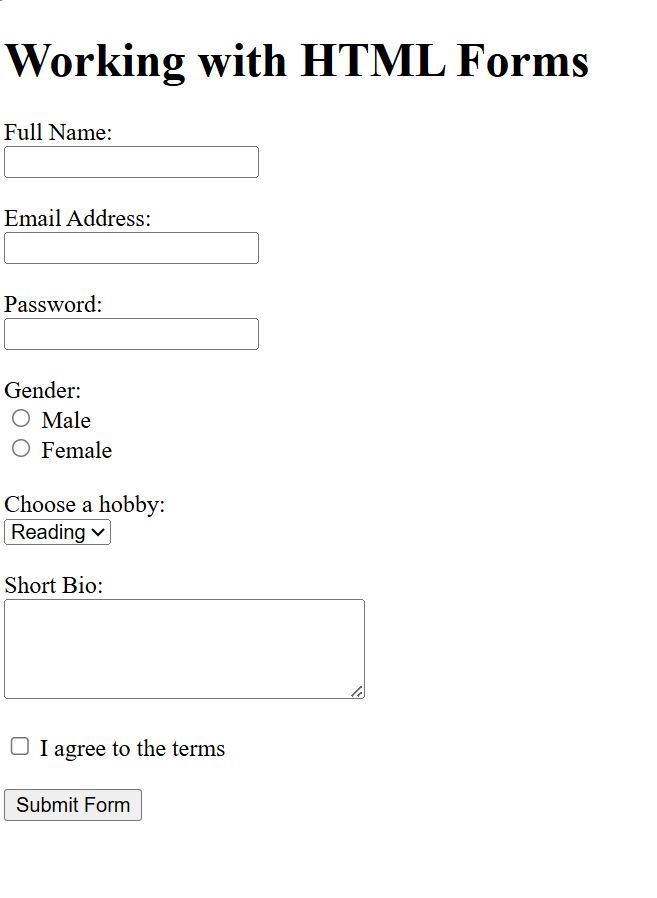 Working with HTML Forms
Full Name:
Email Address:
Password:
Gender:
Male
Female
Choose a hobby:
Reading
Short Bio:
I agree to the terms
Submit Form